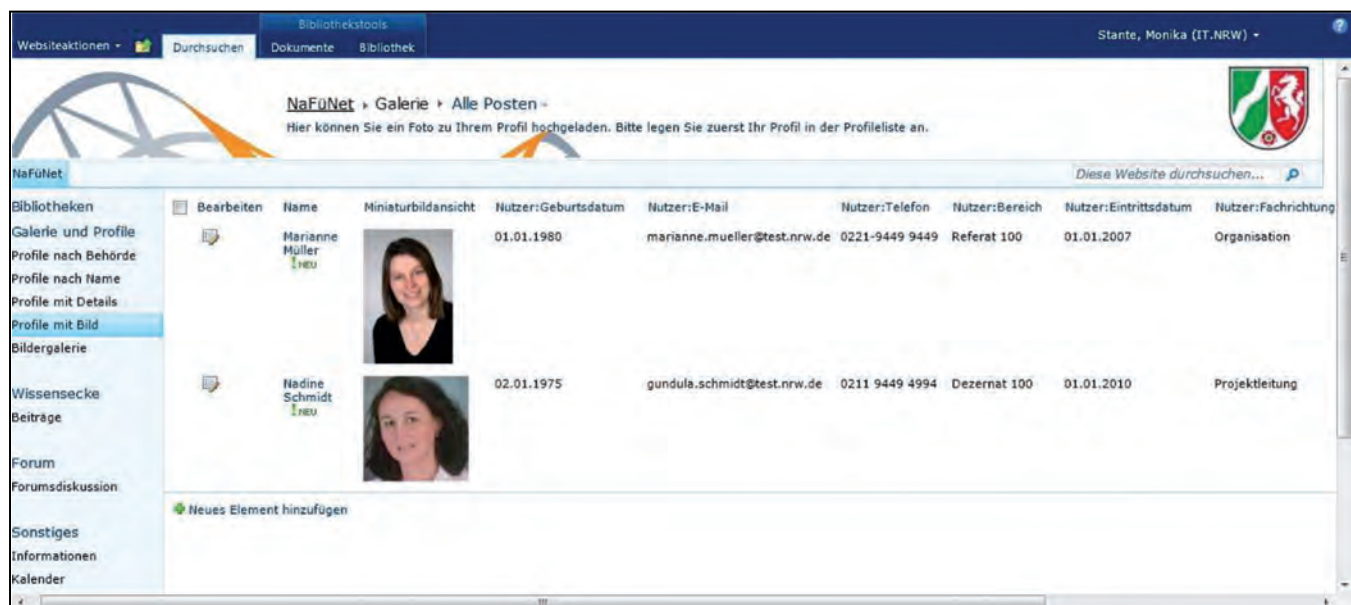 Bibliothekstools
Websiteaktionen Durchsuchen Dokumente Bibliothek Stante, Monika (IT.NRW)
NaFüNet Galerie Alle Posten
Hier können Sie ein Foto zu Ihrem Profil hochgeladen. Bitte legen Sie zuerst Ihr Profil in der Profileliste an.
NaFüNet Diese Website durchsuchen...
Bibliotheken
Galerie und Profile
Profile nach Behörde
Profile nach Name
Profile mit Details
Profile mit Bild
Bildergalerie
Wissensecke
Beiträge
Forum
Forumsdiskussion
Sonstiges
Informationen
Kalender
Bearbeiten Name Miniaturbildansicht Nutzer:Geburtsdatum Nutzer:E-Mail Nutzer:Telefon Nutzer:Bereich Nutzer:Eintrittsdatum Nutzer:Fachrichtung
Marianne 01.01.1980 marianne.mueller@test.nrw.de 0221-9449 9449 Referat 100 01.01.2007 Organisation
Müller
! NEU
Nadine 02.01.1975 gundula.schmidt@test.nrw.de 0211 9449 4994 Dezernat 100 01.01.2010 Projektleitung
Schmidt
! NEU
Neues Element hinzufügen